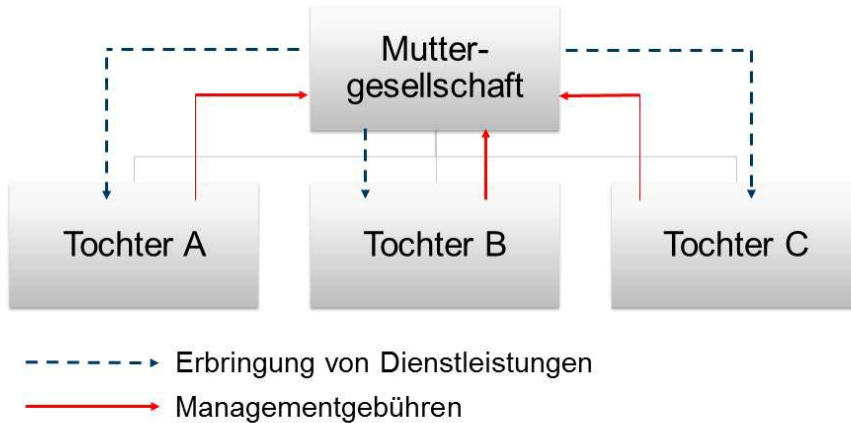 Mutter-
gesellschaft
Tochter A
Tochter B
Tochter C
Erbringung von Dienstleistungen
Managementgebühren